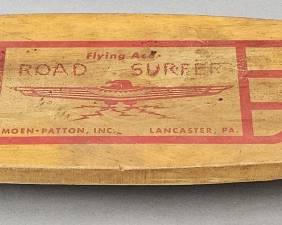 Flying Ace
ROAD SURFER
MOEN-PATTON, INC. LANCASTER, PA.